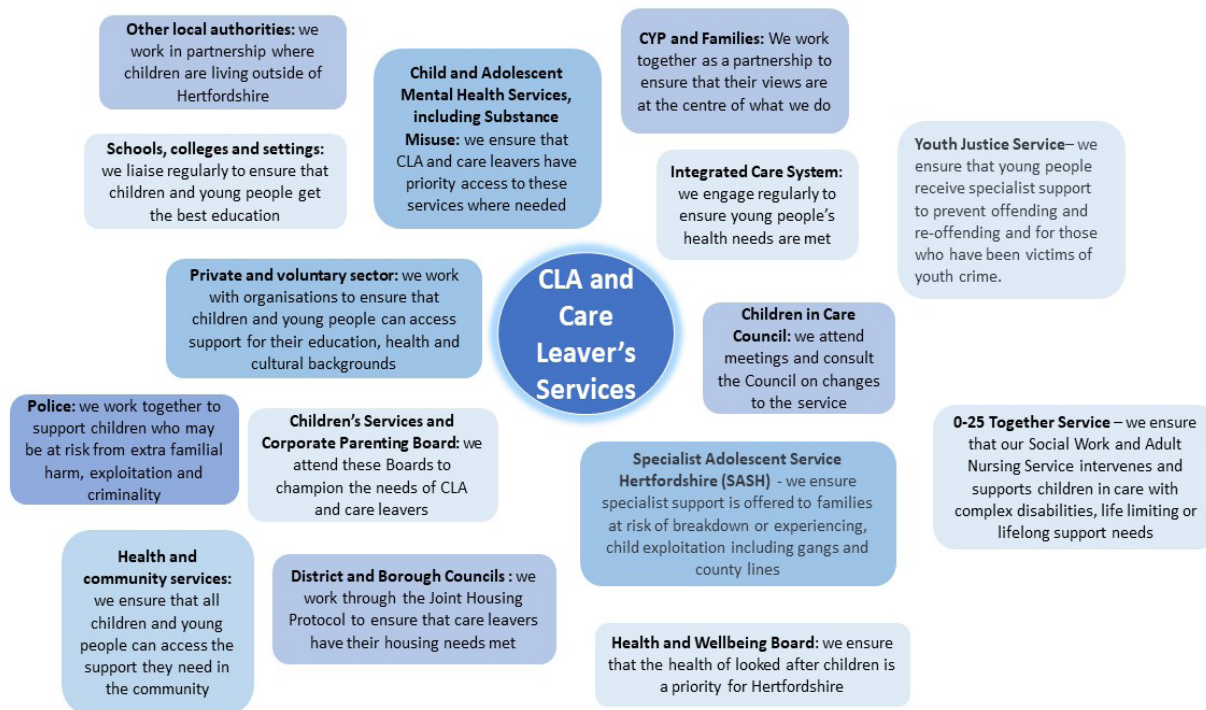 Other local authorities: we
work in partnership where
children are living outside of
Hertfordshire
Child and Adolescent
Mental Health Services,
including Substance
Misuse: we ensure that
CLA and care leavers have
priority access to these
services where needed
CYP and Families: We work
together as a partnership to
ensure that their views are
at the centre of what we do
Schools, colleges and settings:
we liaise regularly to ensure that
children and young people get
the best education
Integrated Care System:
we engage regularly to
ensure young people’s
health needs are met
Youth Justice Service– we
ensure that young people
receive specialist support
to prevent offending and
re-offending and for those
who have been victims of
youth crime.
Private and voluntary sector: we work
with organisations to ensure that
children and young people can access
support for their education, health and
cultural backgrounds
CLA and
Care
Leaver’s
Services
Children in Care
Council: we attend
meetings and consult
the Council on changes
to the service
Police: we work together to
support children who may
be at risk from extra familial
harm, exploitation and
criminality
Children’s Services and
Corporate Parenting Board: we
attend these Boards to
champion the needs of CLA
and care leavers
Specialist Adolescent Service
Hertfordshire (SASH) - we ensure
specialist support is offered to families
at risk of breakdown or experiencing,
child exploitation including gangs and
county lines
0-25 Together Service – we ensure
that our Social Work and Adult
Nursing Service intervenes and
supports children in care with
complex disabilities, life limiting or
lifelong support needs
Health and
community services:
we ensure that all
children and young
people can access the
support they need in
the community
District and Borough Councils : we
work through the Joint Housing
Protocol to ensure that care leavers
have their housing needs met
Health and Wellbeing Board: we ensure
that the health of looked after children is
a priority for Hertfordshire